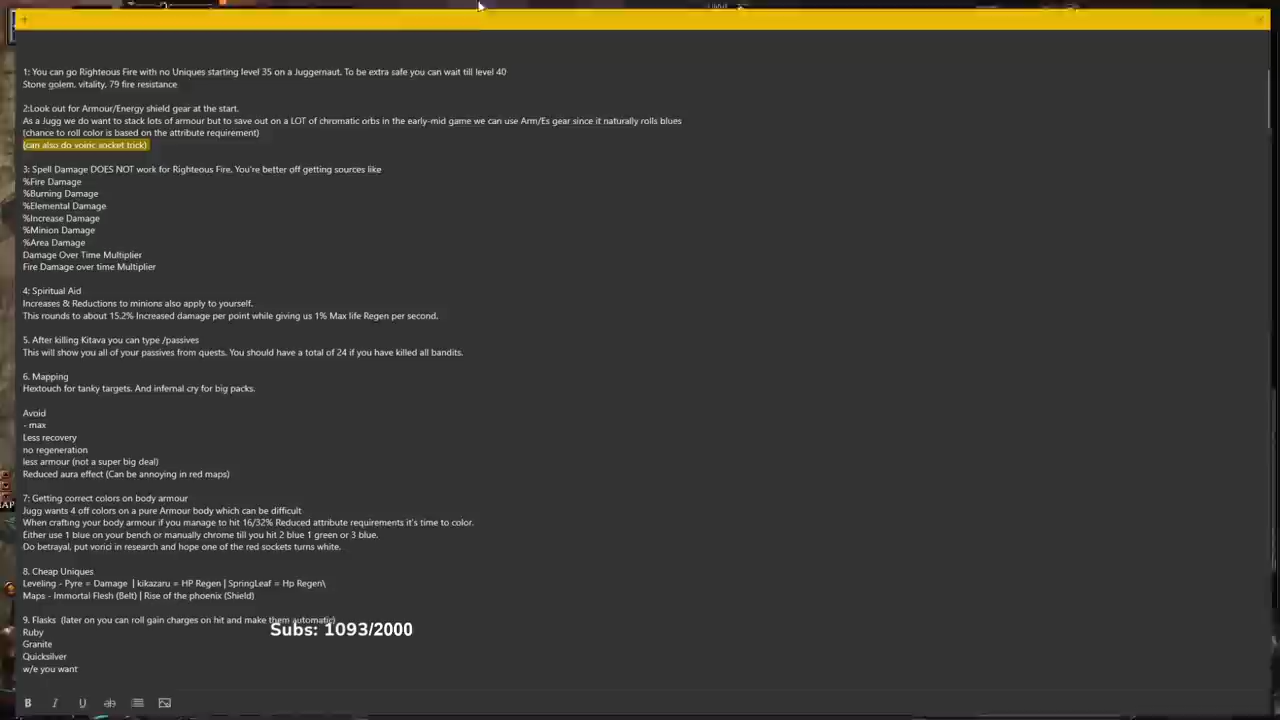 1: You can go Righteous Fire with no Uniques starting level 35 on a Juggernaut. To be extra safe you can wait till level 40
Stone golem, vitality, 79 fire resistance
2:Look out for Armour/Energy shield gear at the start.
As a Jugg we do want to stack lots of armour but to save out on a LOT of chromatic orbs in the early-mid game we can use Arm/Es gear since it naturally rolls blues
(chance to roll color is based on the attribute requirement)
(can also do voiric socket trick)
3: Spell Damage DOES NOT work for Righteous Fire. You're better off getting sources like
%Fire Damage
%Burning Damage
%Elemental Damage
%Increase Damage
%Minion Damage
%Area Damage
Damage Over Time Multiplier
Fire Damage over time Multiplier
4: Spiritual Aid
Increases & Reductions to minions also apply to yourself.
This rounds to about 15.2% Increased damage per point while giving us 1% Max life Regen per second.
5. After killing Kitava you can type /passives
This will show you all of your passives from quests. You should have a total of 24 if you have killed all bandits.
6. Mapping
Hextouch for tanky targets. And infernal cry for big packs.
Avoid
- max
Less recovery
no regeneration
less armour (not a super big deal)
Reduced aura effect (Can be annoying in red maps)
7: Getting correct colors on body armour
Jugg wants 4 off colors on a pure Armour body which can be difficult
When crafting your body armour if you manage to hit 16/32% Reduced attribute requirements it's time to color.
Either use 1 blue on your bench or manually chrome till you hit 2 blue 1 green or 3 blue.
Do betrayal, put vorici in research and hope one of the red sockets turns white.
8. Cheap Uniques
Leveling - Pyre = Damage | kikazaru = HP Regen | SpringLeaf = Hp Regen\
Maps - Immortal Flesh (Belt) | Rise of the phoenix (Shield)
9. Flasks (later on you can roll gain charges on hit and make them automatic)
Subs: 1093/2000
Ruby
Granite
Quicksilver
w/e you want
B I U ab